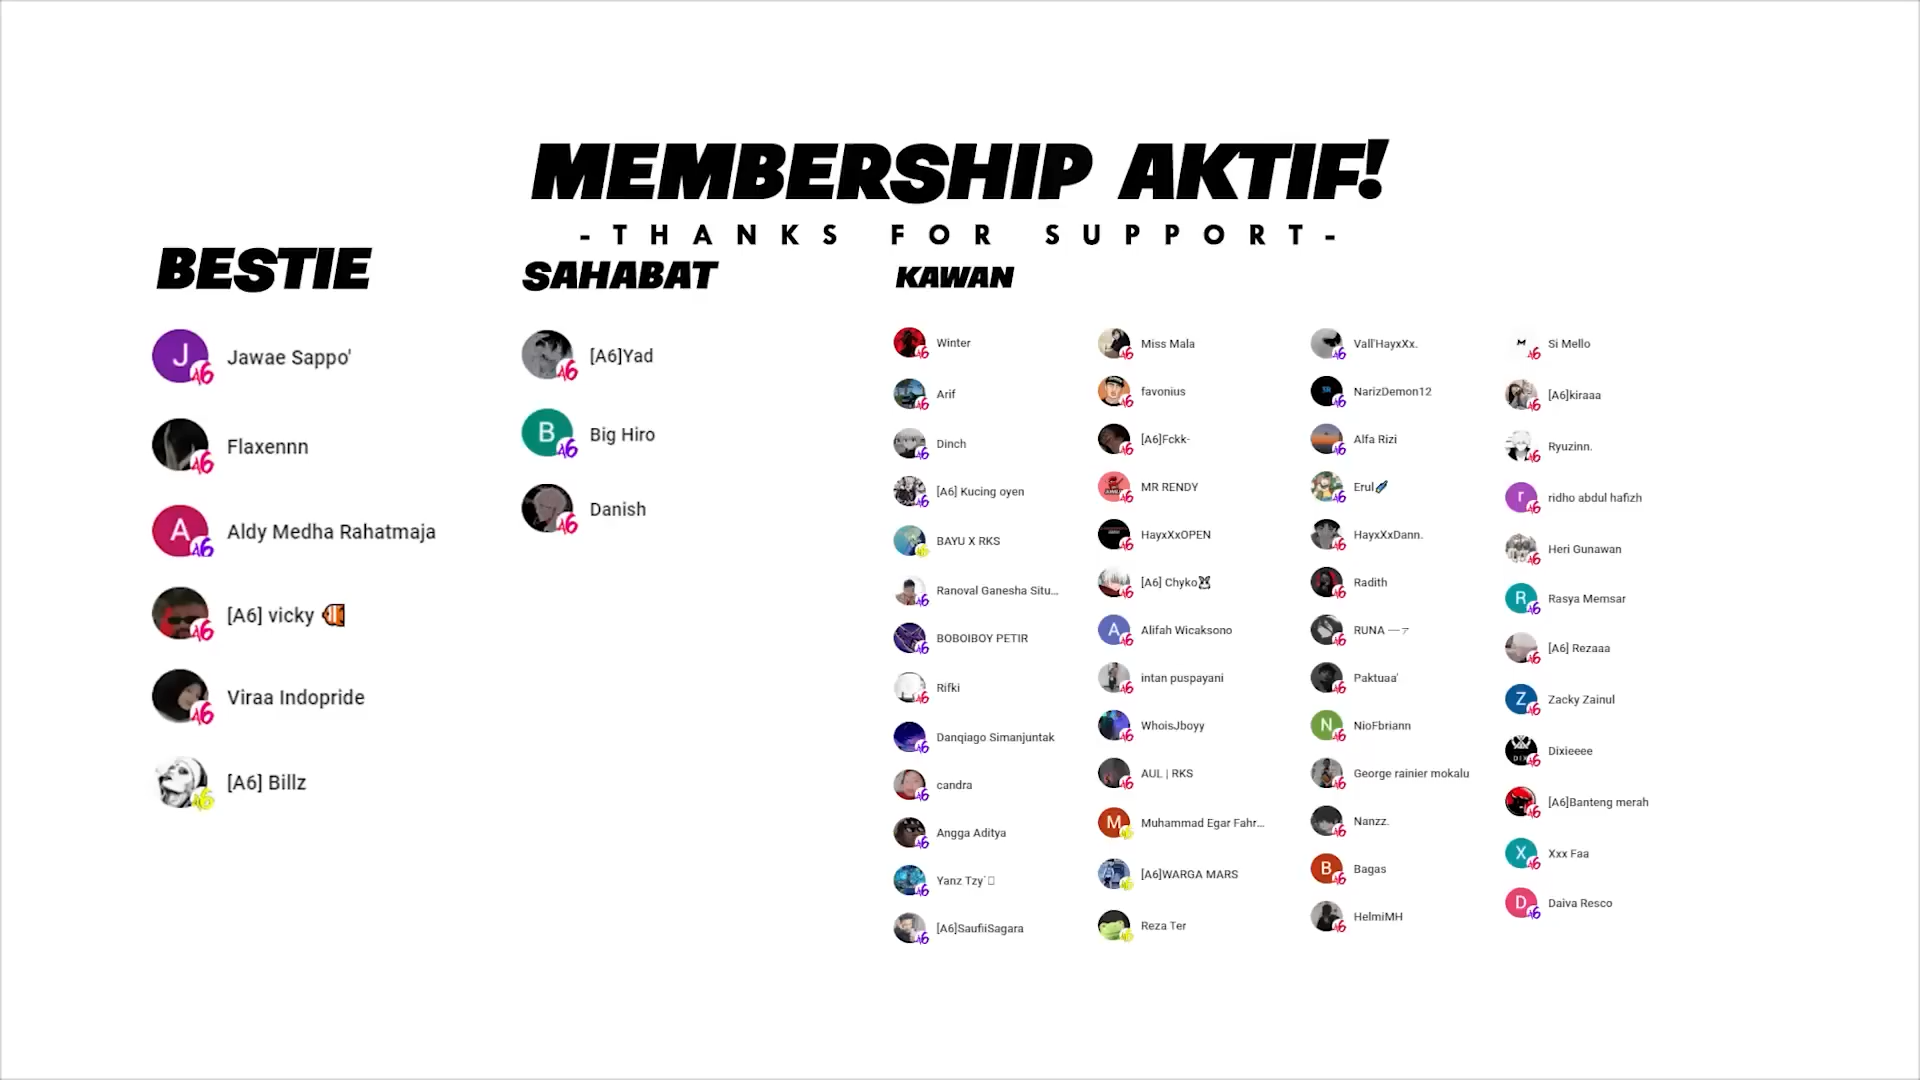 MEMBERSHIP AKTIF!
-THANKS FOR SUPPORT-
BESTIE
Jawae Sappo'
Flaxennn
Aldy Medha Rahatmaja
[A6] vicky 🐠
Viraa Indopride
[A6] Billz
SAHABAT
[A6]Yad
Big Hiro
Danish
KAWAN
Winter
Arif
Dinch
[A6] Kucing oyen
BAYU X RKS
Ranoval Ganesha Situ...
BOBOIBOY PETIR
Rifki
Danqiago Simanjuntak
candra
Angga Aditya
Yanz Tzy
[A6]SaufiiSagara
Miss Mala
favonius
[A6]Fckk-
MR RENDY
HayxXxOPEN
[A6] Chyko
Alifah Wicaksono
intan puspayani
WhoisJboyy
AUL | RKS
Muhammad Egar Fahr...
[A6]WARGA MARS
Reza Ter
Vall'HayxXx.
NarizDemon12
Alfa Rizi
Erul
HayxXxDann.
Radith
RUNA 一ァ
Paktuaa'
NioFbriann
George rainier mokalu
Nanzz.
Bagas
HelmiMH
Si Mello
[A6]kiraaa
Ryuzinn.
ridho abdul hafizh
Heri Gunawan
Rasya Memsar
[A6] Rezaaa
Zacky Zainul
Dixieeee
[A6]Banteng merah
Xxx Faa
Daiva Resco